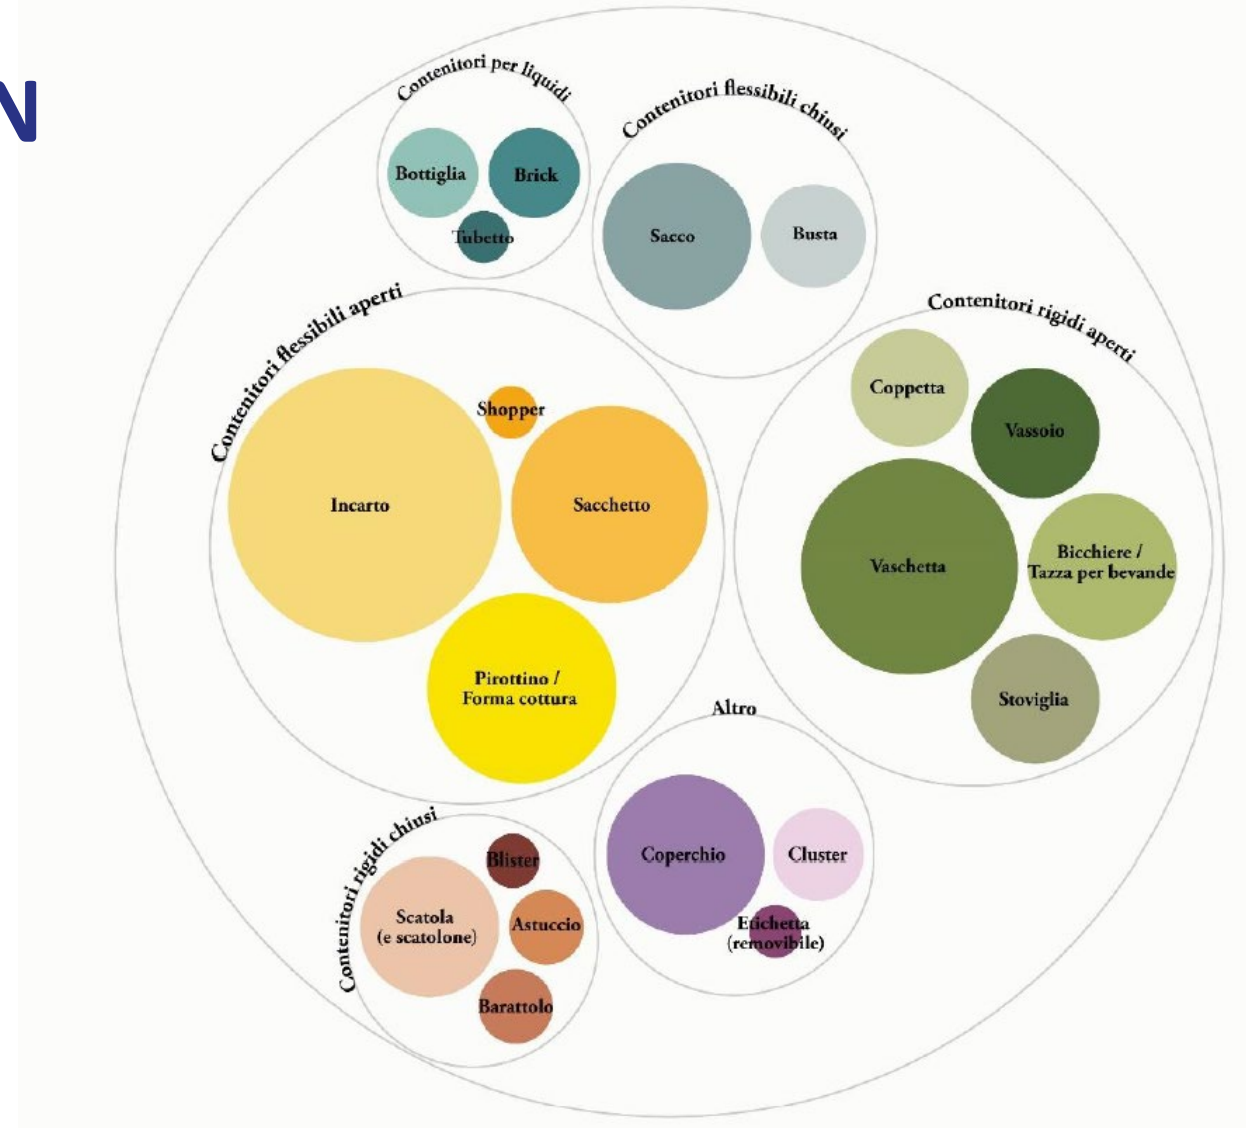 N
Contenitori per liquidi
Bottiglia
Brick
Tubetto
Contenitori flessibili chiusi
Sacco
Busta
Contenitori flessibili aperti
Incarto
Shopper
Sacchetto
Pirottino /
Forma cottura
Contenitori rigidi aperti
Coppetta
Vassoio
Vaschetta
Bicchiere /
Tazza per bevande
Stoviglia
Altro
Coperchio
Cluster
Etichetta
(removibile)
Contenitori rigidi chiusi
Blister
Scatola
(e scatolone)
Astuccio
Barattolo